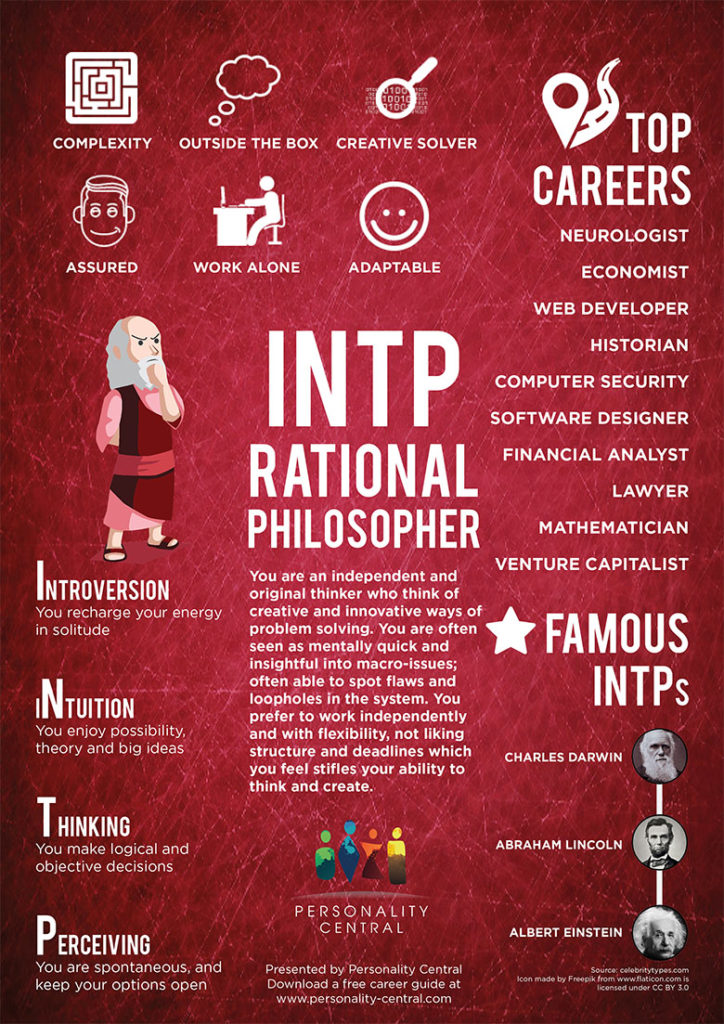 COMPLEXITY
OUTSIDE THE BOX
CREATIVE SOLVER
ASSURED
WORK ALONE
ADAPTABLE
TOP
CAREERS
NEUROLOGIST
ECONOMIST
WEB DEVELOPER
HISTORIAN
COMPUTER SECURITY
SOFTWARE DESIGNER
FINANCIAL ANALYST
LAWYER
MATHEMATICIAN
VENTURE CAPITALIST
INTP
RATIONAL
PHILOSOPHER
You are an independent and
original thinker who think of
creative and innovative ways of
problem solving. You are often
seen as mentally quick and
insightful into macro-issues;
often able to spot flaws and
loopholes in the system. You
prefer to work independently
and with flexibility, not liking
structure and deadlines which
you feel stifles your ability to
think and create.
INTROVERSION
You recharge your energy
in solitude
INTUITION
You enjoy possibility,
theory and big ideas
THINKING
You make logical and
objective decisions
PERCEIVING
You are spontaneous, and
keep your options open
FAMOUS
INTPs
CHARLES DARWIN
ABRAHAM LINCOLN
ALBERT EINSTEIN
PERSONALITY
CENTRAL
Presented by Personality Central
Download a free career guide at
www.personality-central.com
Source: celebritytypes.com
Icon made by Freepik from www.flaticon.com is
licensed under CC BY 3.0